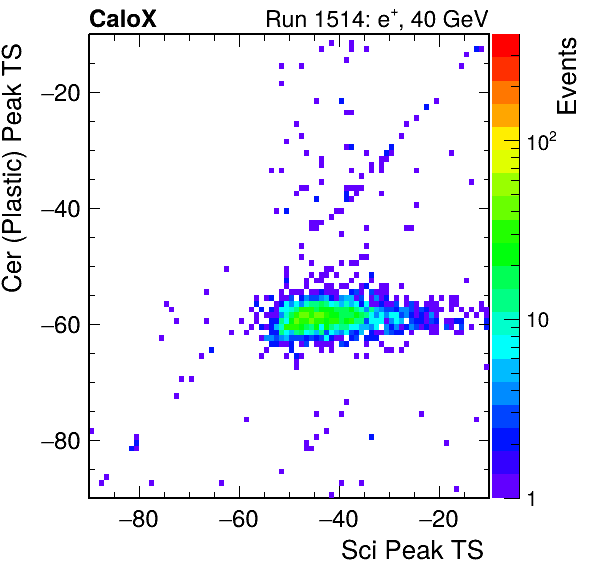 CaloX Run 1514: e⁺, 40 GeV
Cer (Plastic) Peak TS
−20
−40
−60
−80
−80 −60 −40 −20
Sci Peak TS
Events
10²
10
1